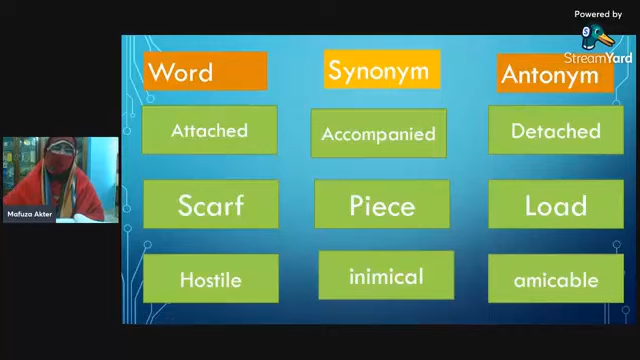 Powered by
StreamYard
Word Synonym Antonym
Attached Accompanied Detached
Scarf Piece Load
Hostile inimical amicable
Mafuza Akter